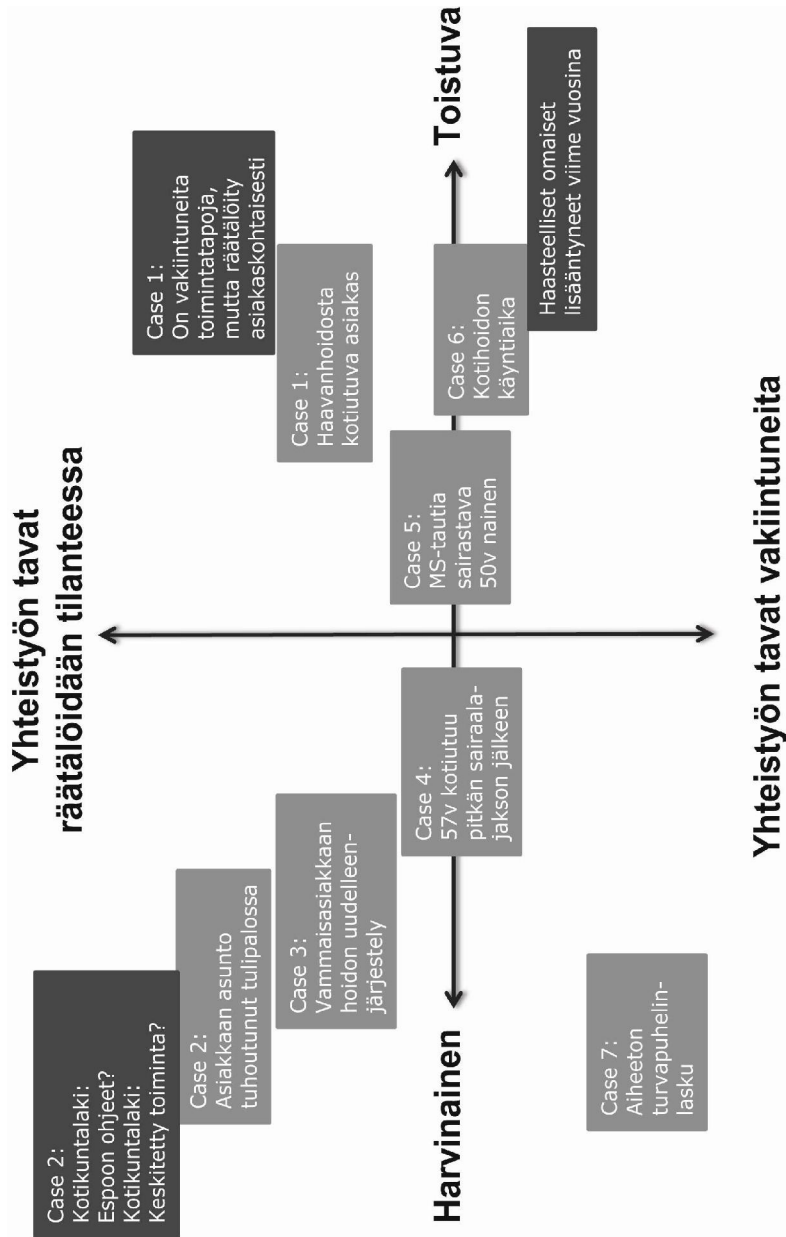 Yhteistyön tavat
räätälöidään tilanteessa
Case 2:
Kotikuntalaki:
Espoon ohjeet?
Kotikuntalaki:
Keskitetty toiminta?
Case 2:
Asiakkaan asunto
tuhoutunut tulipalossa
Case 3:
Vammaisasiakkaan
hoidon uudelleen-
järjestely
Case 1:
On vakiintuneita
toimintatapoja,
mutta räätälöity
asiakaskohtaisesti
Case 1:
Haavanhoidosta
kotiutuva asiakas
Harvinainen
Case 4:
57v kotiutuu
pitkän sairaala-
jakson jälkeen
Case 5:
MS-tautia
sairastava
50v nainen
Case 6:
Kotihoidon
käyntiaika
Toistuva
Haasteelliset omaiset
lisääntyneet viime vuosina
Case 7:
Aiheeton
turvapuhelin-
lasku
Yhteistyön tavat vakiintuneita